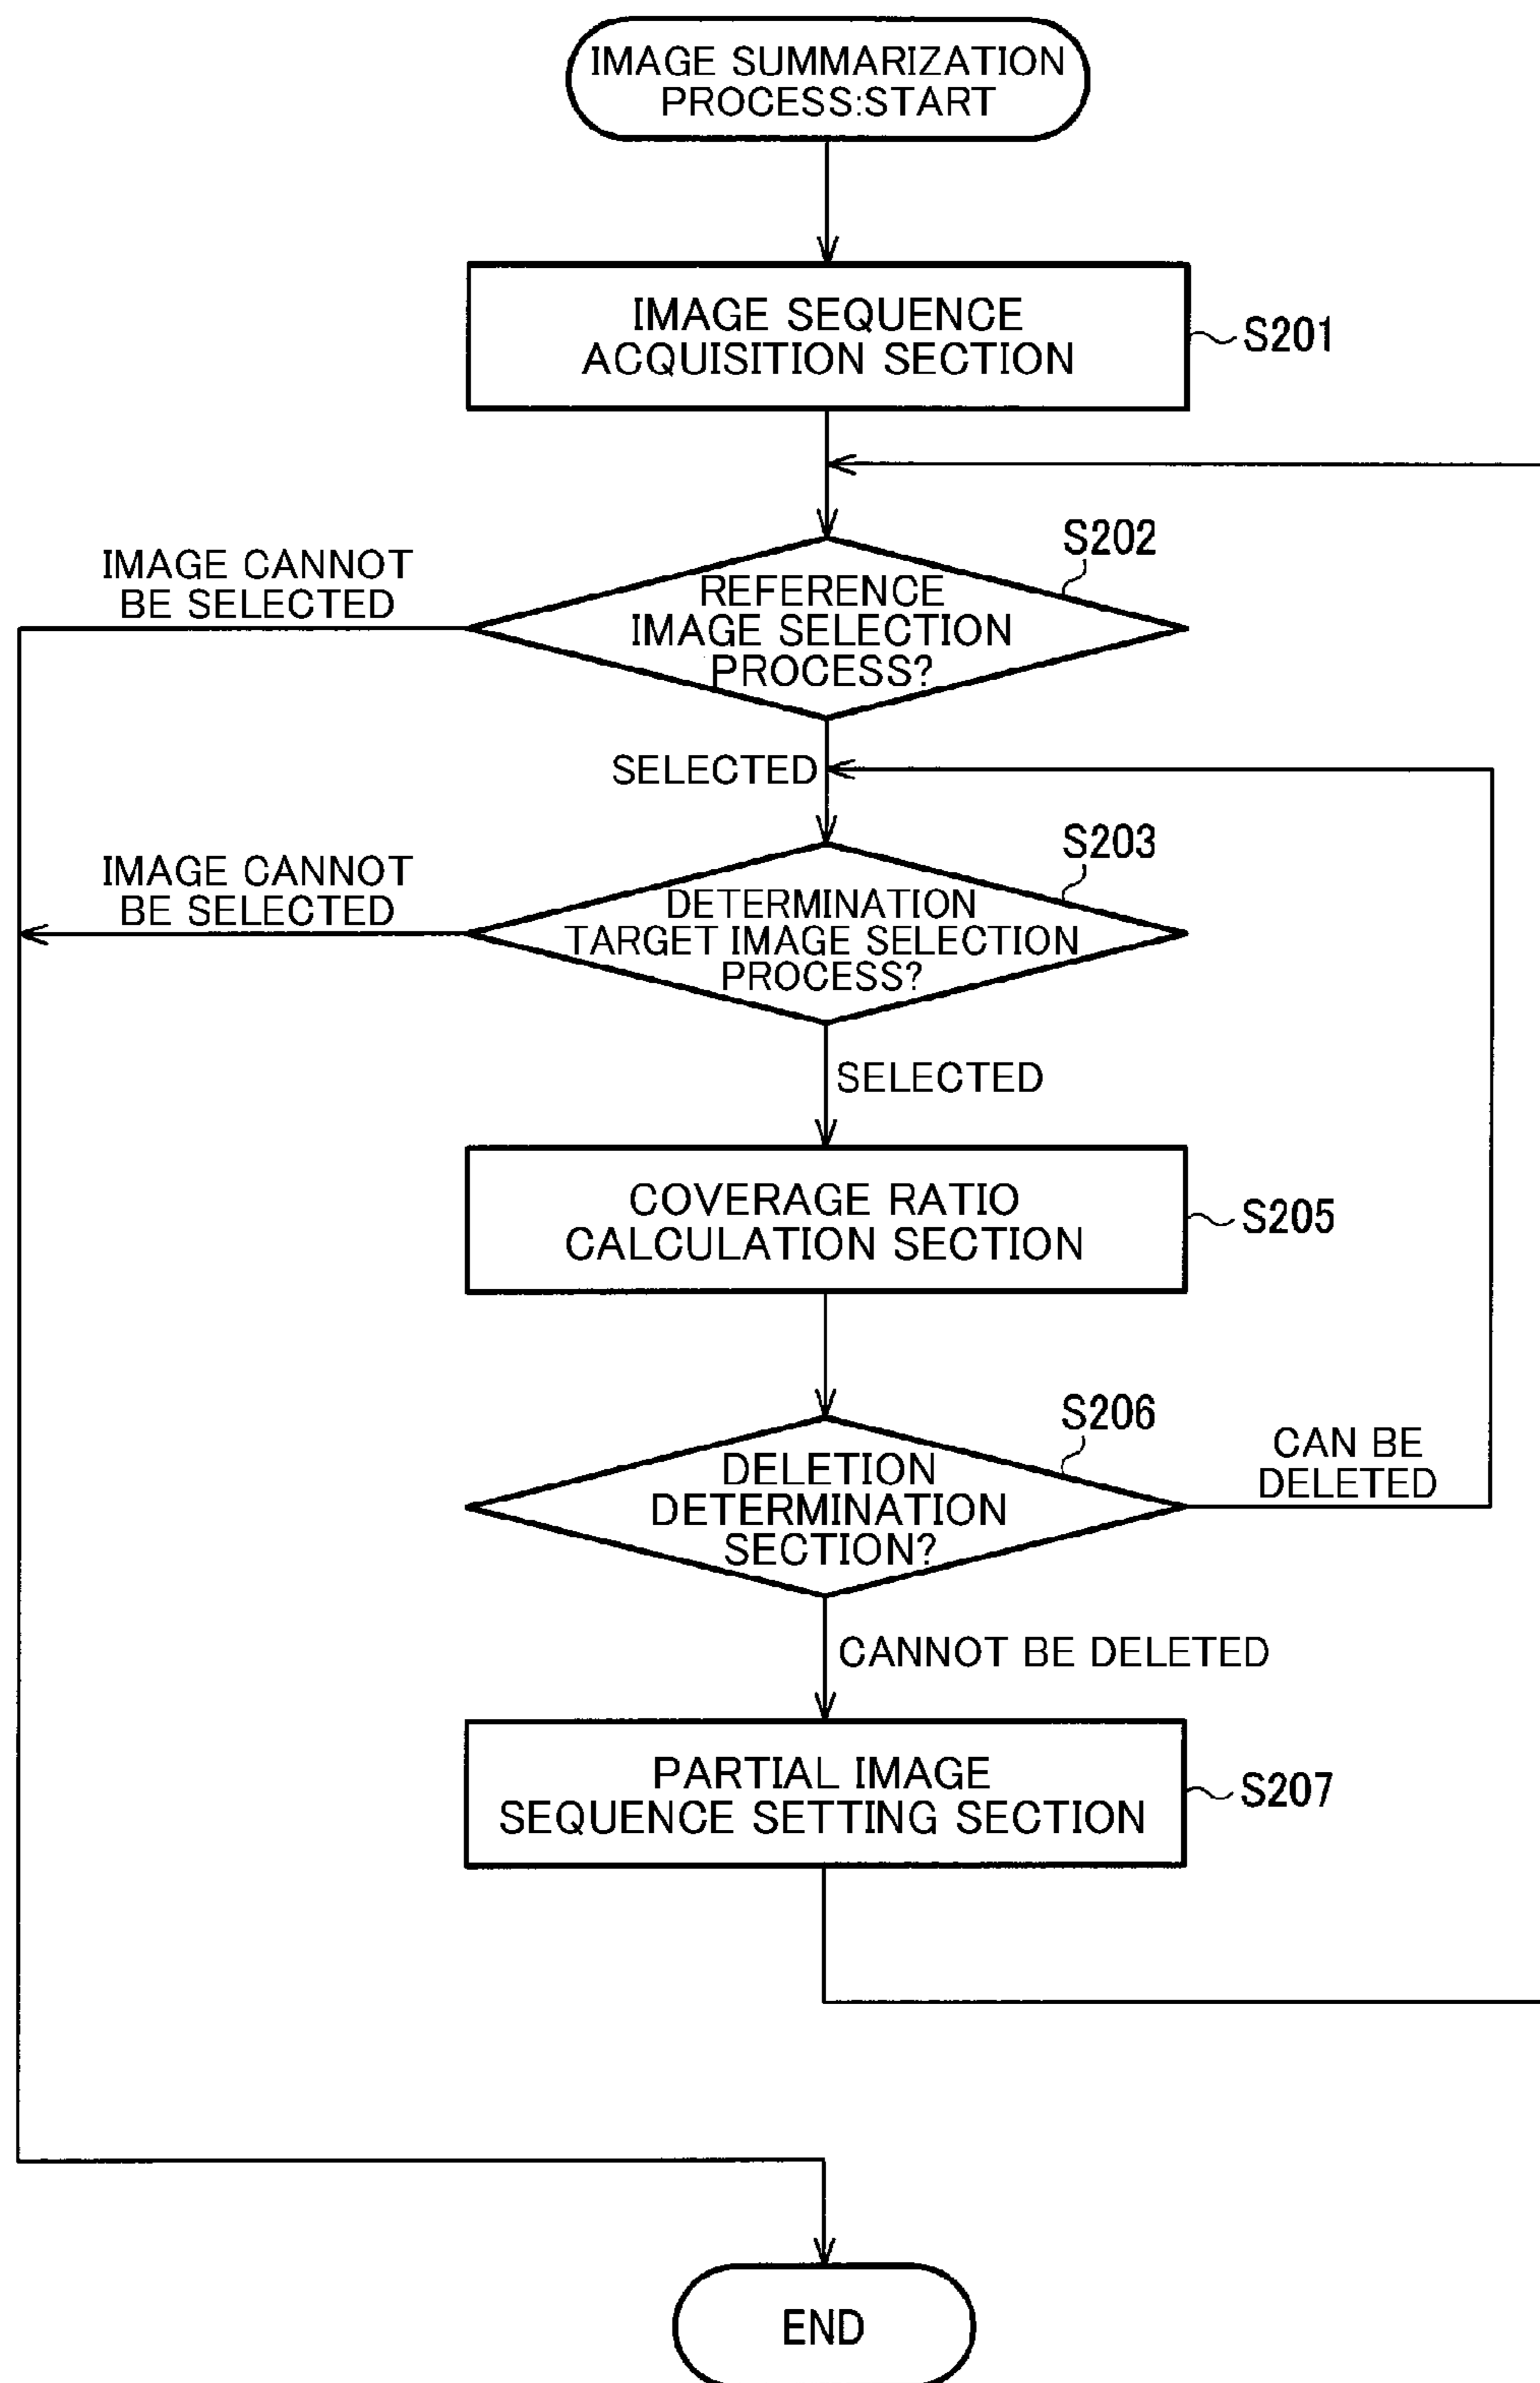 IMAGE SUMMARIZATION
PROCESS:START
IMAGE SEQUENCE
ACQUISITION SECTION
S201
S202
IMAGE CANNOT
BE SELECTED
REFERENCE
IMAGE SELECTION
PROCESS?
SELECTED
S203
IMAGE CANNOT
BE SELECTED
DETERMINATION
TARGET IMAGE SELECTION
PROCESS?
SELECTED
COVERAGE RATIO
CALCULATION SECTION
S205
S206
DELETION
DETERMINATION
SECTION?
CAN BE
DELETED
CANNOT BE DELETED
PARTIAL IMAGE
SEQUENCE SETTING SECTION
S207
END